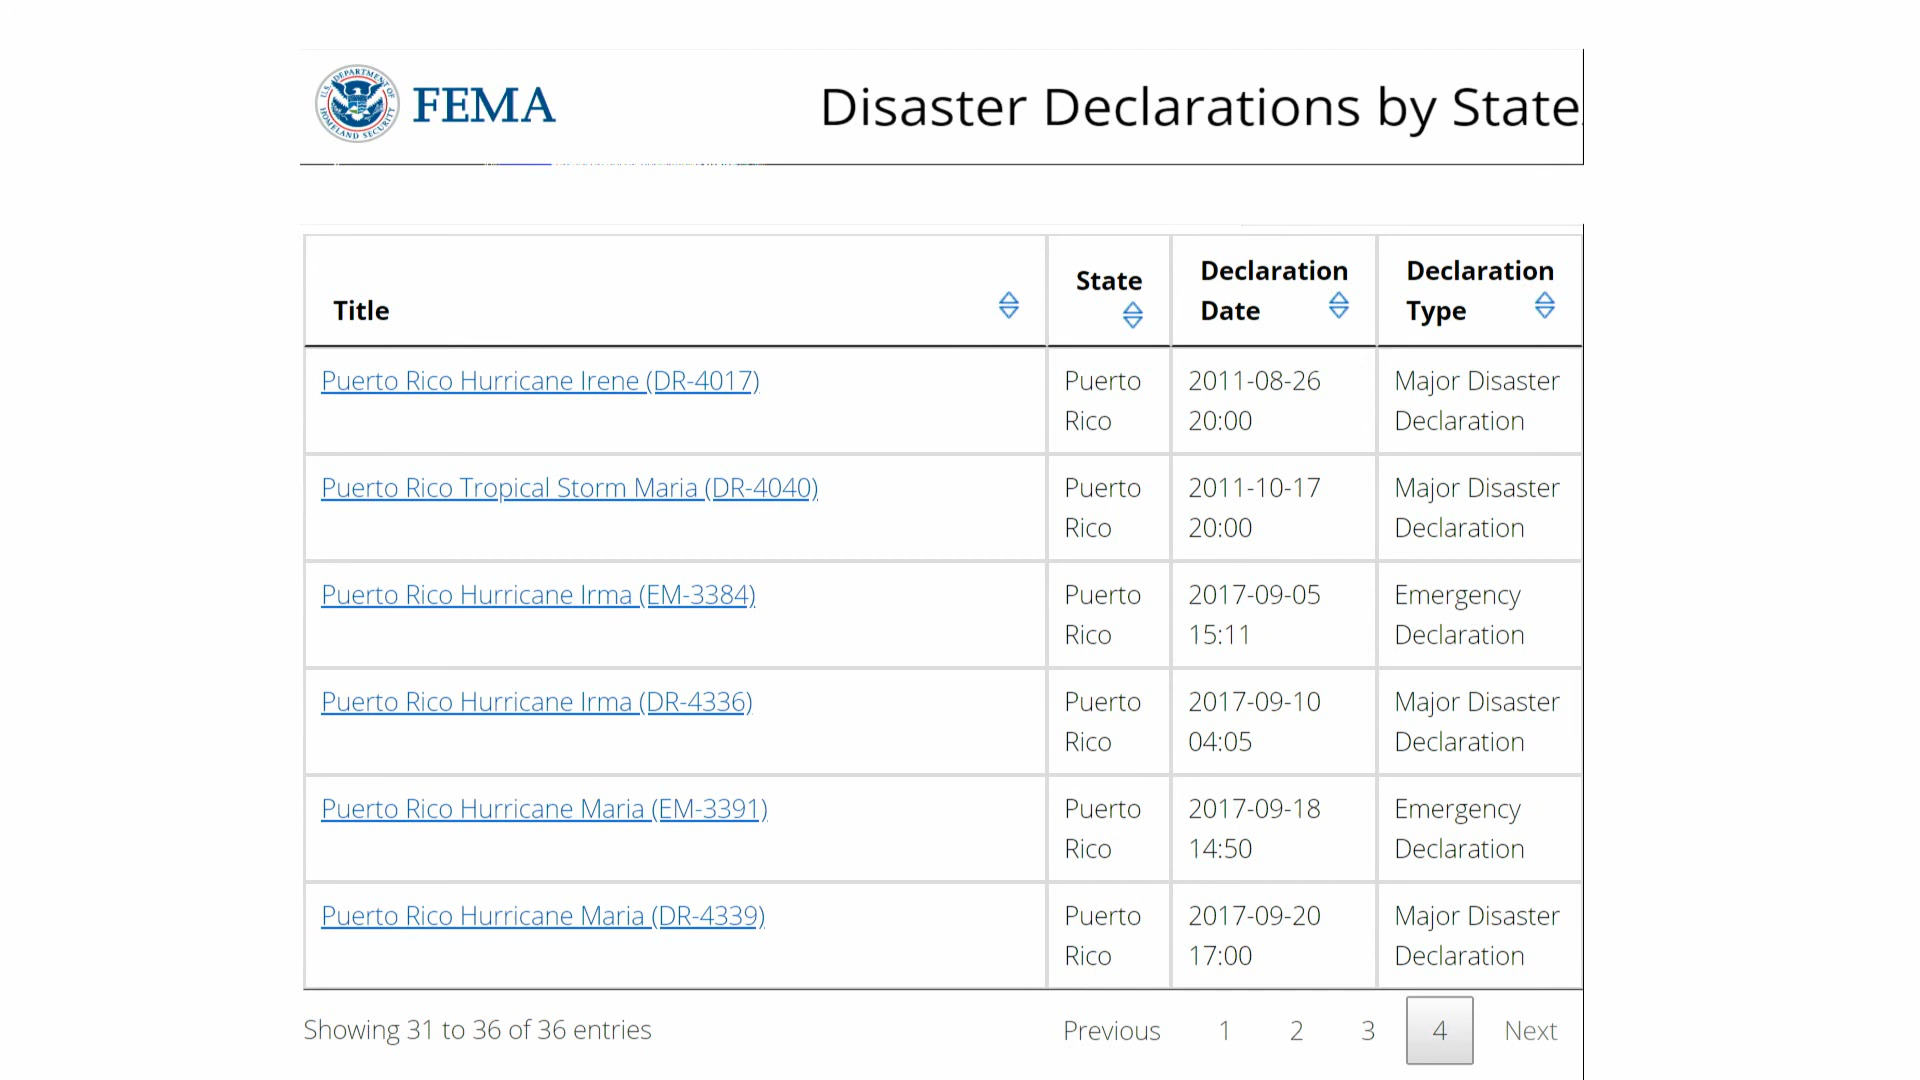 U.S. DEPARTMENT OF HOMELAND SECURITY
FEMA
Disaster Declarations by State
Title
State
Declaration Date
Declaration Type
Puerto Rico Hurricane Irene (DR-4017)
Puerto Rico
2011-08-26 20:00
Major Disaster Declaration
Puerto Rico Tropical Storm Maria (DR-4040)
Puerto Rico
2011-10-17 20:00
Major Disaster Declaration
Puerto Rico Hurricane Irma (EM-3384)
Puerto Rico
2017-09-05 15:11
Emergency Declaration
Puerto Rico Hurricane Irma (DR-4336)
Puerto Rico
2017-09-10 04:05
Major Disaster Declaration
Puerto Rico Hurricane Maria (EM-3391)
Puerto Rico
2017-09-18 14:50
Emergency Declaration
Puerto Rico Hurricane Maria (DR-4339)
Puerto Rico
2017-09-20 17:00
Major Disaster Declaration
Showing 31 to 36 of 36 entries
Previous 1 2 3 4 Next